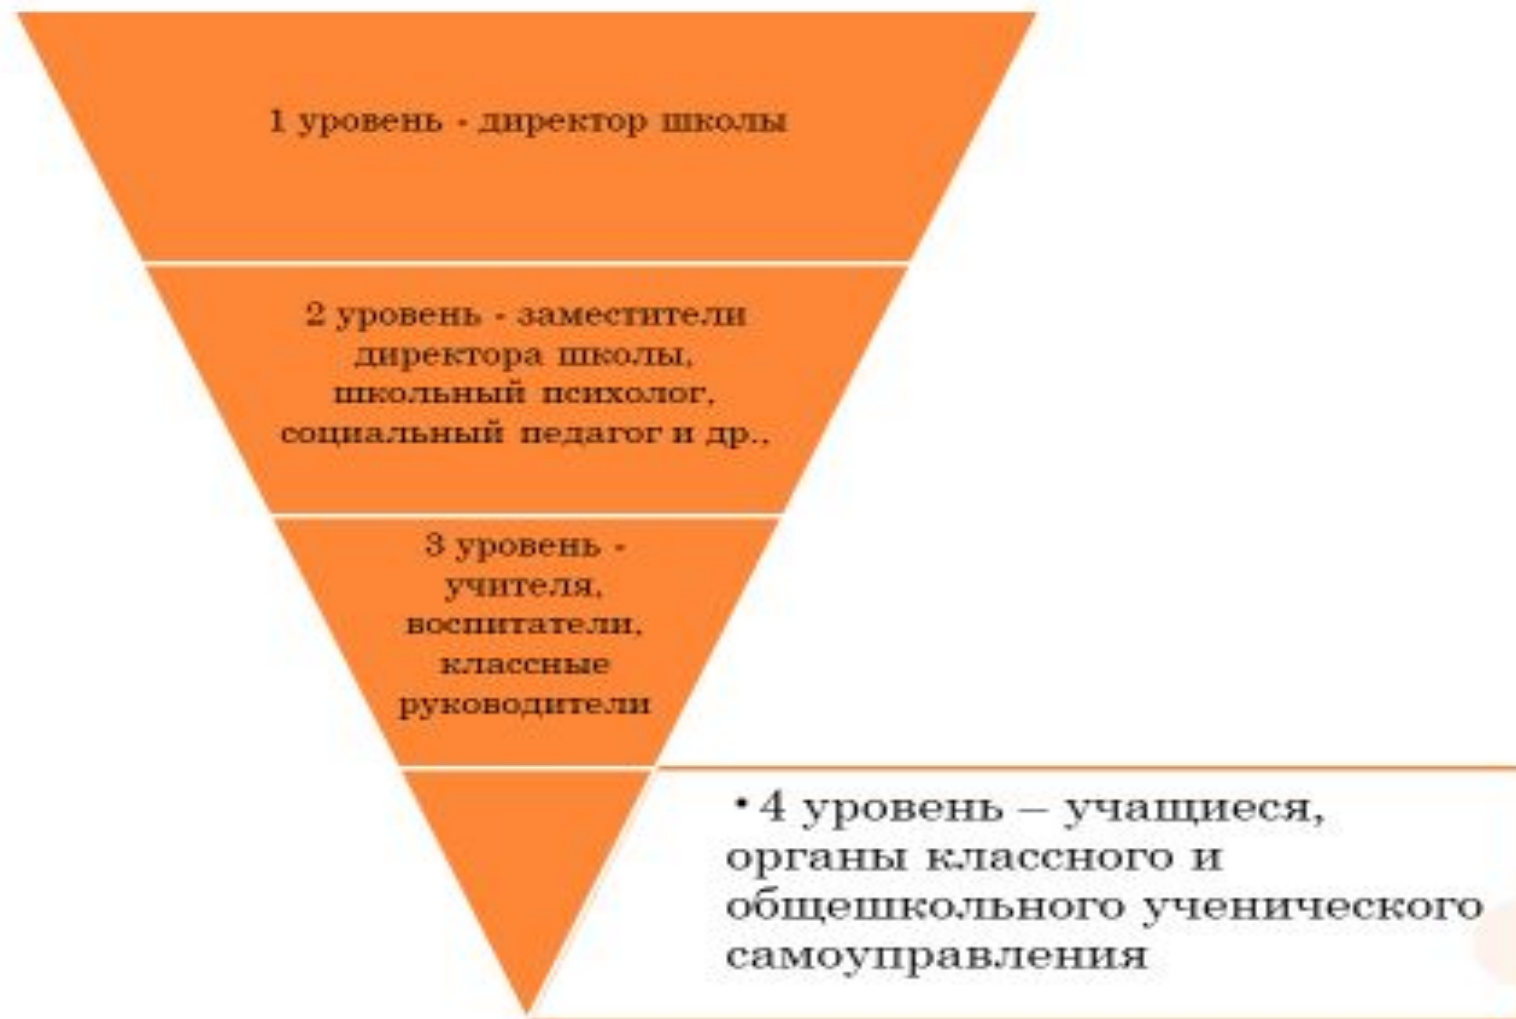 1 уровень - директор школы
2 уровень - заместители
директора школы,
школьный психолог,
социальный педагог и др.,
3 уровень -
учителя,
воспитатели,
классные
руководители
• 4 уровень – учащиеся,
органы классного и
общешкольного ученического
самоуправления